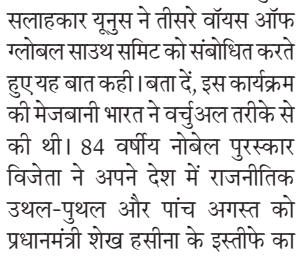 सलाहकार यूनुस ने तीसरे वॉयस ऑफ
ग्लोबल साउथ समिट को संबोधित करते
हुए यह बात कही। बता दें, इस कार्यक्रम
की मेजबानी भारत ने वर्चुअल तरीके से
की थी। 84 वर्षीय नोबेल पुरस्कार
विजेता ने अपने देश में राजनीतिक
उथल-पुथल और पांच अगस्त को
प्रधानमंत्री शेख हसीना के इस्तीफे का